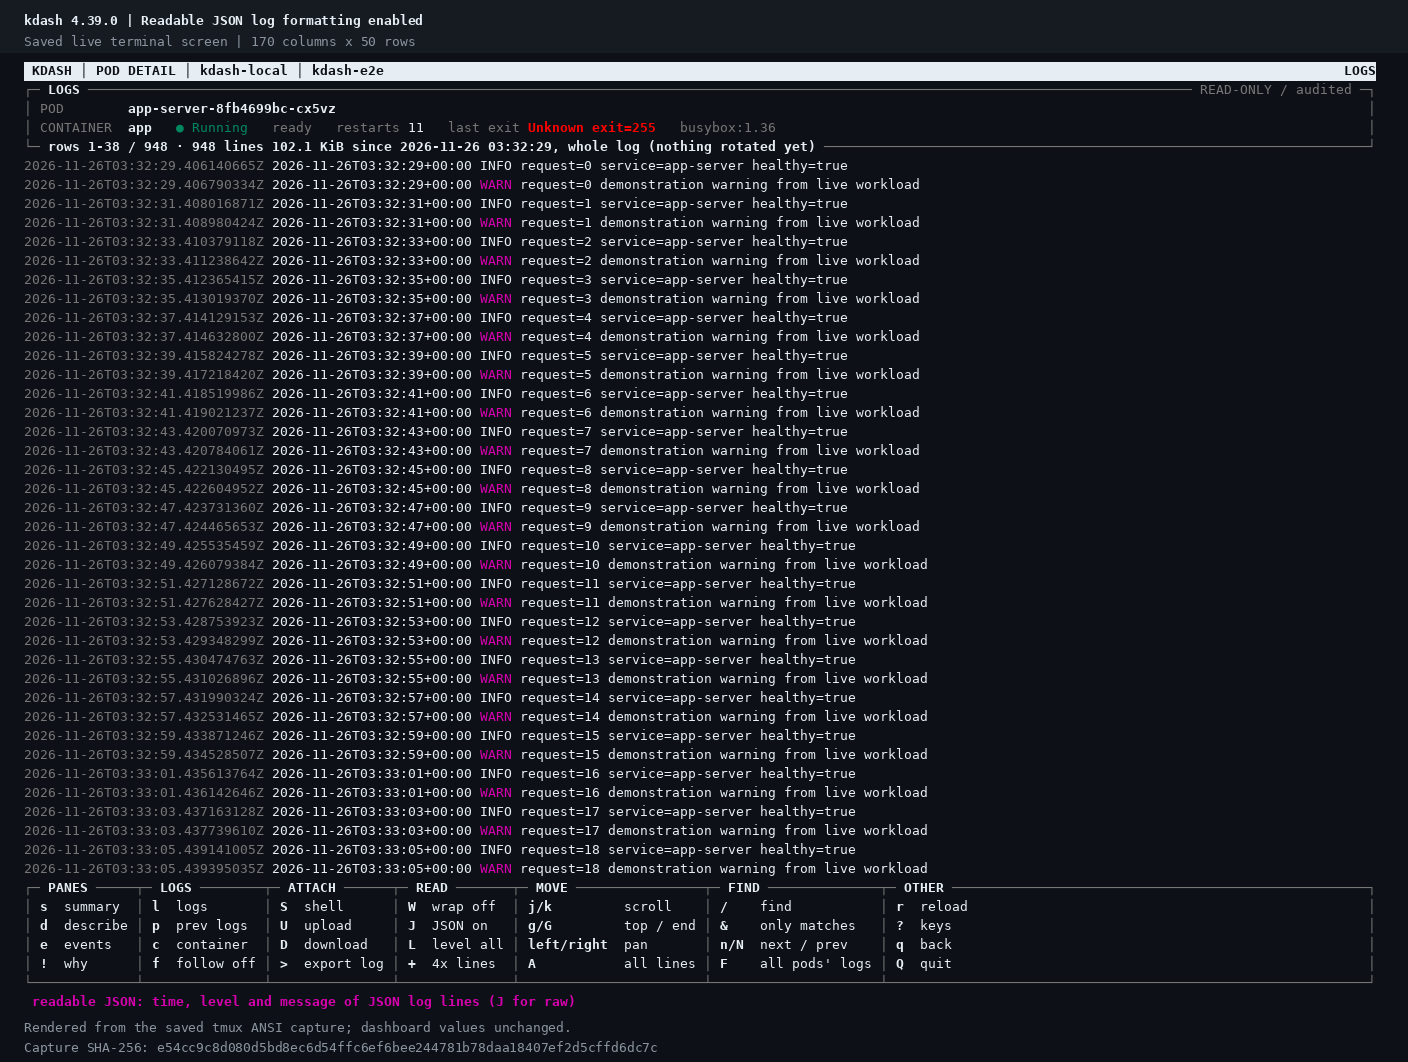 kdash 4.39.0 | Readable JSON log formatting enabled
Saved live terminal screen | 170 columns x 50 rows
KDASH │ POD DETAIL │ kdash-local │ kdash-e2e LOGS
LOGS READ-ONLY / audited
POD app-server-8fb4699bc-cx5vz
CONTAINER app ● Running ready restarts 11 last exit Unknown exit=255 busybox:1.36
rows 1-38 / 948 · 948 lines 102.1 KiB since 2026-11-26 03:32:29, whole log (nothing rotated yet)
2026-11-26T03:32:29.406140665Z 2026-11-26T03:32:29+00:00 INFO request=0 service=app-server healthy=true
2026-11-26T03:32:29.406790334Z 2026-11-26T03:32:29+00:00 WARN request=0 demonstration warning from live workload
2026-11-26T03:32:31.408016871Z 2026-11-26T03:32:31+00:00 INFO request=1 service=app-server healthy=true
2026-11-26T03:32:31.408980424Z 2026-11-26T03:32:31+00:00 WARN request=1 demonstration warning from live workload
2026-11-26T03:32:33.410379118Z 2026-11-26T03:32:33+00:00 INFO request=2 service=app-server healthy=true
2026-11-26T03:32:33.411238642Z 2026-11-26T03:32:33+00:00 WARN request=2 demonstration warning from live workload
2026-11-26T03:32:35.412365415Z 2026-11-26T03:32:35+00:00 INFO request=3 service=app-server healthy=true
2026-11-26T03:32:35.413019370Z 2026-11-26T03:32:35+00:00 WARN request=3 demonstration warning from live workload
2026-11-26T03:32:37.414129153Z 2026-11-26T03:32:37+00:00 INFO request=4 service=app-server healthy=true
2026-11-26T03:32:37.414632800Z 2026-11-26T03:32:37+00:00 WARN request=4 demonstration warning from live workload
2026-11-26T03:32:39.415824278Z 2026-11-26T03:32:39+00:00 INFO request=5 service=app-server healthy=true
2026-11-26T03:32:39.417218420Z 2026-11-26T03:32:39+00:00 WARN request=5 demonstration warning from live workload
2026-11-26T03:32:41.418519986Z 2026-11-26T03:32:41+00:00 INFO request=6 service=app-server healthy=true
2026-11-26T03:32:41.419021237Z 2026-11-26T03:32:41+00:00 WARN request=6 demonstration warning from live workload
2026-11-26T03:32:43.420070973Z 2026-11-26T03:32:43+00:00 INFO request=7 service=app-server healthy=true
2026-11-26T03:32:43.420784061Z 2026-11-26T03:32:43+00:00 WARN request=7 demonstration warning from live workload
2026-11-26T03:32:45.422130495Z 2026-11-26T03:32:45+00:00 INFO request=8 service=app-server healthy=true
2026-11-26T03:32:45.422604952Z 2026-11-26T03:32:45+00:00 WARN request=8 demonstration warning from live workload
2026-11-26T03:32:47.423731360Z 2026-11-26T03:32:47+00:00 INFO request=9 service=app-server healthy=true
2026-11-26T03:32:47.424465653Z 2026-11-26T03:32:47+00:00 WARN request=9 demonstration warning from live workload
2026-11-26T03:32:49.425535459Z 2026-11-26T03:32:49+00:00 INFO request=10 service=app-server healthy=true
2026-11-26T03:32:49.426079384Z 2026-11-26T03:32:49+00:00 WARN request=10 demonstration warning from live workload
2026-11-26T03:32:51.427128672Z 2026-11-26T03:32:51+00:00 INFO request=11 service=app-server healthy=true
2026-11-26T03:32:51.427628427Z 2026-11-26T03:32:51+00:00 WARN request=11 demonstration warning from live workload
2026-11-26T03:32:53.428753923Z 2026-11-26T03:32:53+00:00 INFO request=12 service=app-server healthy=true
2026-11-26T03:32:53.429348299Z 2026-11-26T03:32:53+00:00 WARN request=12 demonstration warning from live workload
2026-11-26T03:32:55.430474763Z 2026-11-26T03:32:55+00:00 INFO request=13 service=app-server healthy=true
2026-11-26T03:32:55.431026896Z 2026-11-26T03:32:55+00:00 WARN request=13 demonstration warning from live workload
2026-11-26T03:32:57.431990324Z 2026-11-26T03:32:57+00:00 INFO request=14 service=app-server healthy=true
2026-11-26T03:32:57.432531465Z 2026-11-26T03:32:57+00:00 WARN request=14 demonstration warning from live workload
2026-11-26T03:32:59.433871246Z 2026-11-26T03:32:59+00:00 INFO request=15 service=app-server healthy=true
2026-11-26T03:32:59.434528507Z 2026-11-26T03:32:59+00:00 WARN request=15 demonstration warning from live workload
2026-11-26T03:33:01.435613764Z 2026-11-26T03:33:01+00:00 INFO request=16 service=app-server healthy=true
2026-11-26T03:33:01.436142646Z 2026-11-26T03:33:01+00:00 WARN request=16 demonstration warning from live workload
2026-11-26T03:33:03.437163128Z 2026-11-26T03:33:03+00:00 INFO request=17 service=app-server healthy=true
2026-11-26T03:33:03.437739610Z 2026-11-26T03:33:03+00:00 WARN request=17 demonstration warning from live workload
2026-11-26T03:33:05.439141005Z 2026-11-26T03:33:05+00:00 INFO request=18 service=app-server healthy=true
2026-11-26T03:33:05.439395035Z 2026-11-26T03:33:05+00:00 WARN request=18 demonstration warning from live workload
PANES LOGS ATTACH READ MOVE FIND OTHER
s summary │ l logs │ S shell │ W wrap off │ j/k scroll │ / find │ r reload
d describe │ p prev logs │ U upload │ J JSON on │ g/G top / end │ & only matches │ ? keys
e events │ c container │ D download │ L level all │ left/right pan │ n/N next / prev │ q back
! why │ f follow off │ > export log │ + 4x lines │ A all lines │ F all pods' logs │ Q quit
readable JSON: time, level and message of JSON log lines (J for raw)
Rendered from the saved tmux ANSI capture; dashboard values unchanged.
Capture SHA-256: e54cc9c8d080d5bd8ec6d54ffc6ef6bee244781b78daa18407ef2d5cffd6dc7c